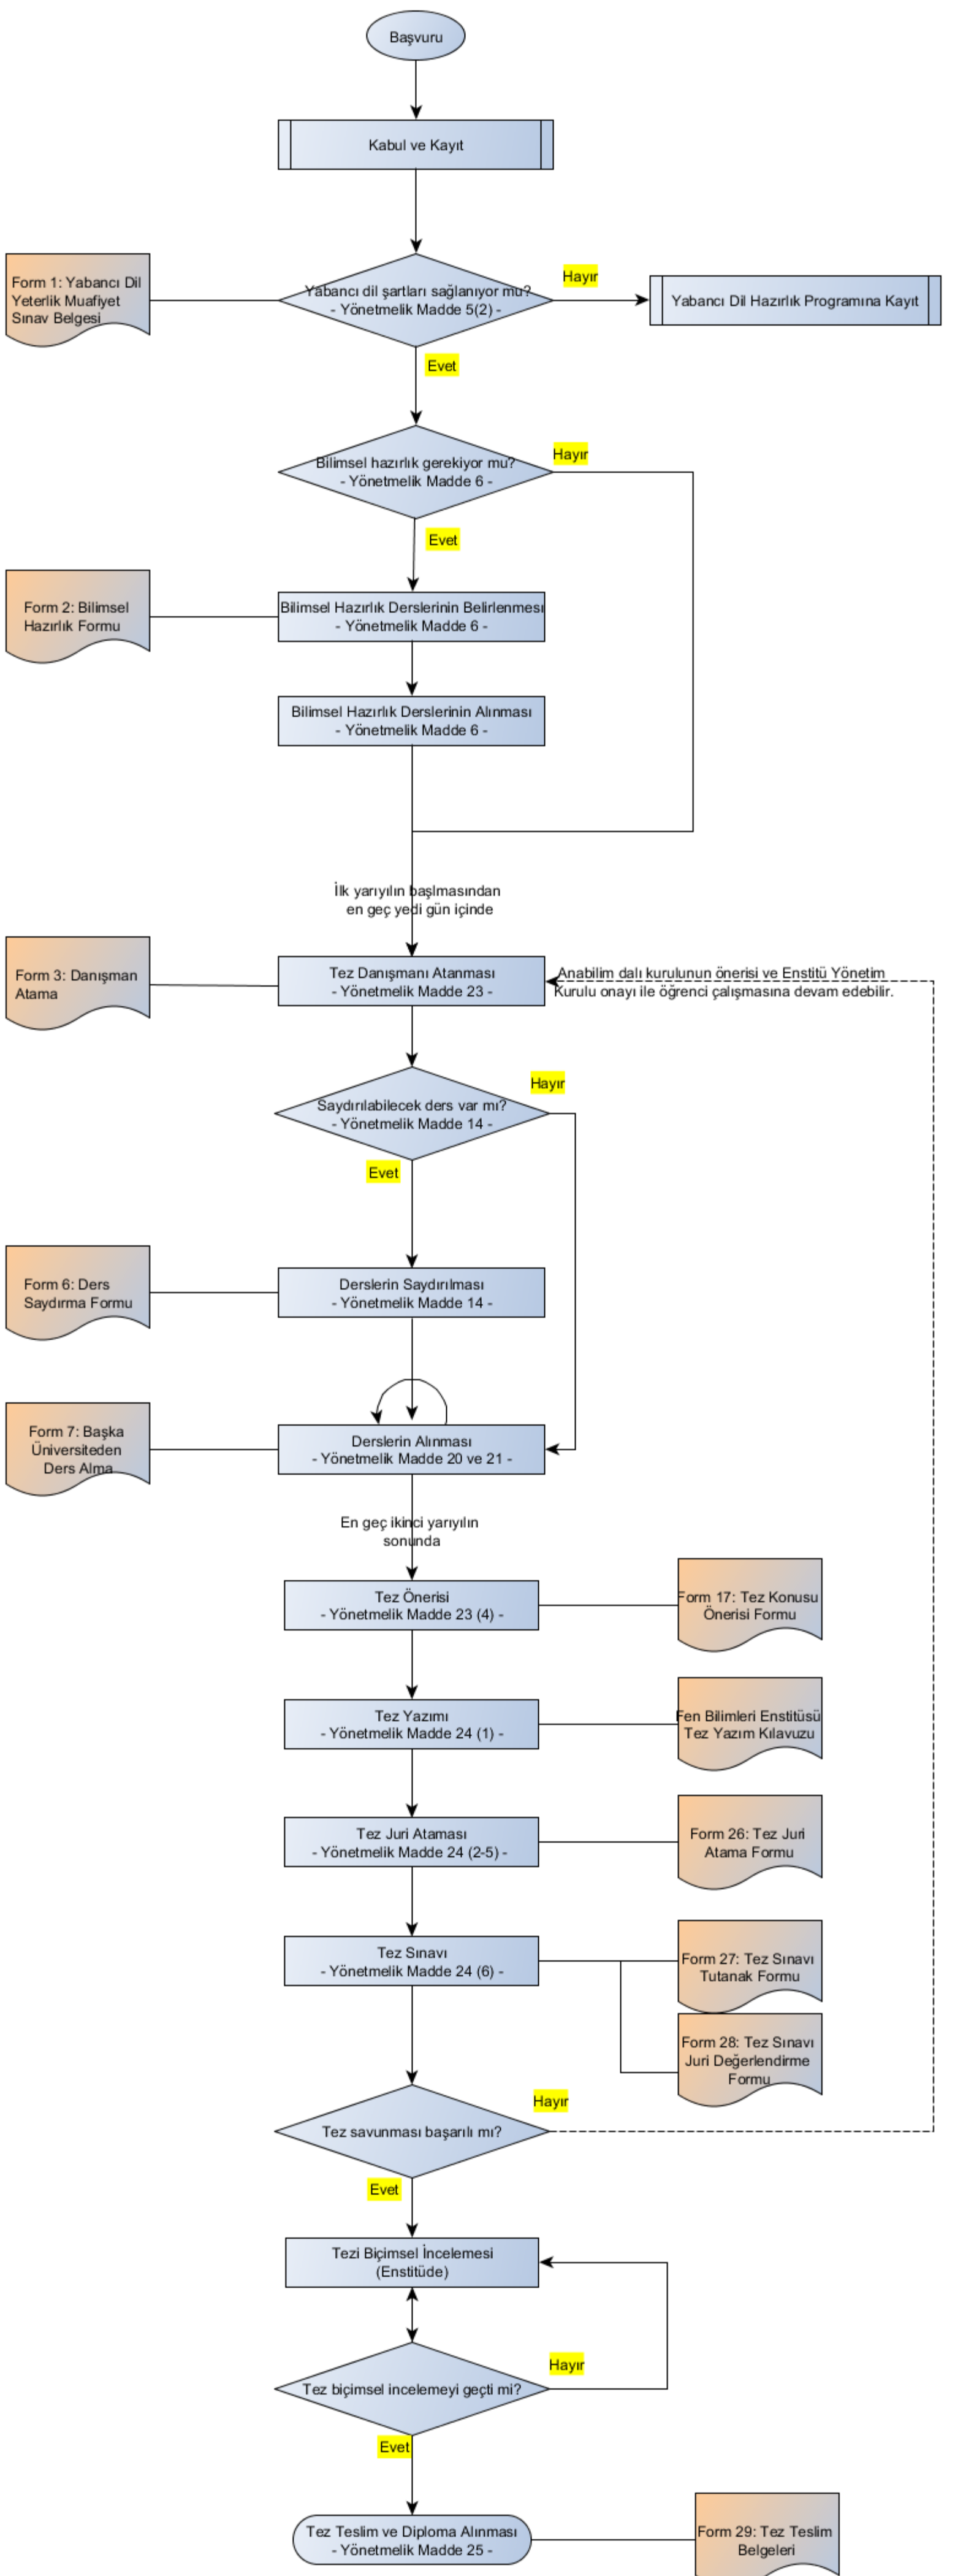 Başvuru
Kabul ve Kayıt
Form 1: Yabancı Dil
Yeterlik Muafiyet
Sınav Belgesi
Yabancı dil şartları sağlanıyor mu?
- Yönetmelik Madde 5(2) -
Hayır
Yabancı Dil Hazırlık Programına Kayıt
Evet
Bilimsel hazırlık gerekiyor mu?
- Yönetmelik Madde 6 -
Hayır
Evet
Form 2: Bilimsel
Hazırlık Formu
Bilimsel Hazırlık Derslerinin Belirlenmesi
- Yönetmelik Madde 6 -
Bilimsel Hazırlık Derslerinin Alınması
- Yönetmelik Madde 6 -
İlk yarıyılın başlmasından
en geç yedi gün içinde
Form 3: Danışman
Atama
Tez Danışmanı Atanması
- Yönetmelik Madde 23 -
Anabilim dalı kurulunun önerisi ve Enstitü Yönetim
Kurulu onayı ile öğrenci çalışmasına devam edebilir.
Saydırılabilecek ders var mı?
- Yönetmelik Madde 14 -
Hayır
Evet
Form 6: Ders
Saydırma Formu
Derslerin Saydırılması
- Yönetmelik Madde 14 -
Form 7: Başka
Üniversiteden
Ders Alma
Derslerin Alınması
- Yönetmelik Madde 20 ve 21 -
En geç ikinci yarıyılın
sonunda
Tez Önerisi
- Yönetmelik Madde 23 (4) -
Form 17: Tez Konusu
Önerisi Formu
Tez Yazımı
- Yönetmelik Madde 24 (1) -
Fen Bilimleri Enstitüsü
Tez Yazım Kılavuzu
Tez Juri Ataması
- Yönetmelik Madde 24 (2-5) -
Form 26: Tez Juri
Atama Formu
Tez Sınavı
- Yönetmelik Madde 24 (6) -
Form 27: Tez Sınavı
Tutanak Formu
Form 28: Tez Sınavı
Juri Değerlendirme
Formu
Tez savunması başarılı mı?
Hayır
Evet
Tezi Biçimsel İncelemesi
(Enstitüde)
Tez biçimsel incelemeyi geçti mi?
Hayır
Evet
Tez Teslim ve Diploma Alınması
- Yönetmelik Madde 25 -
Form 29: Tez Teslim
Belgeleri